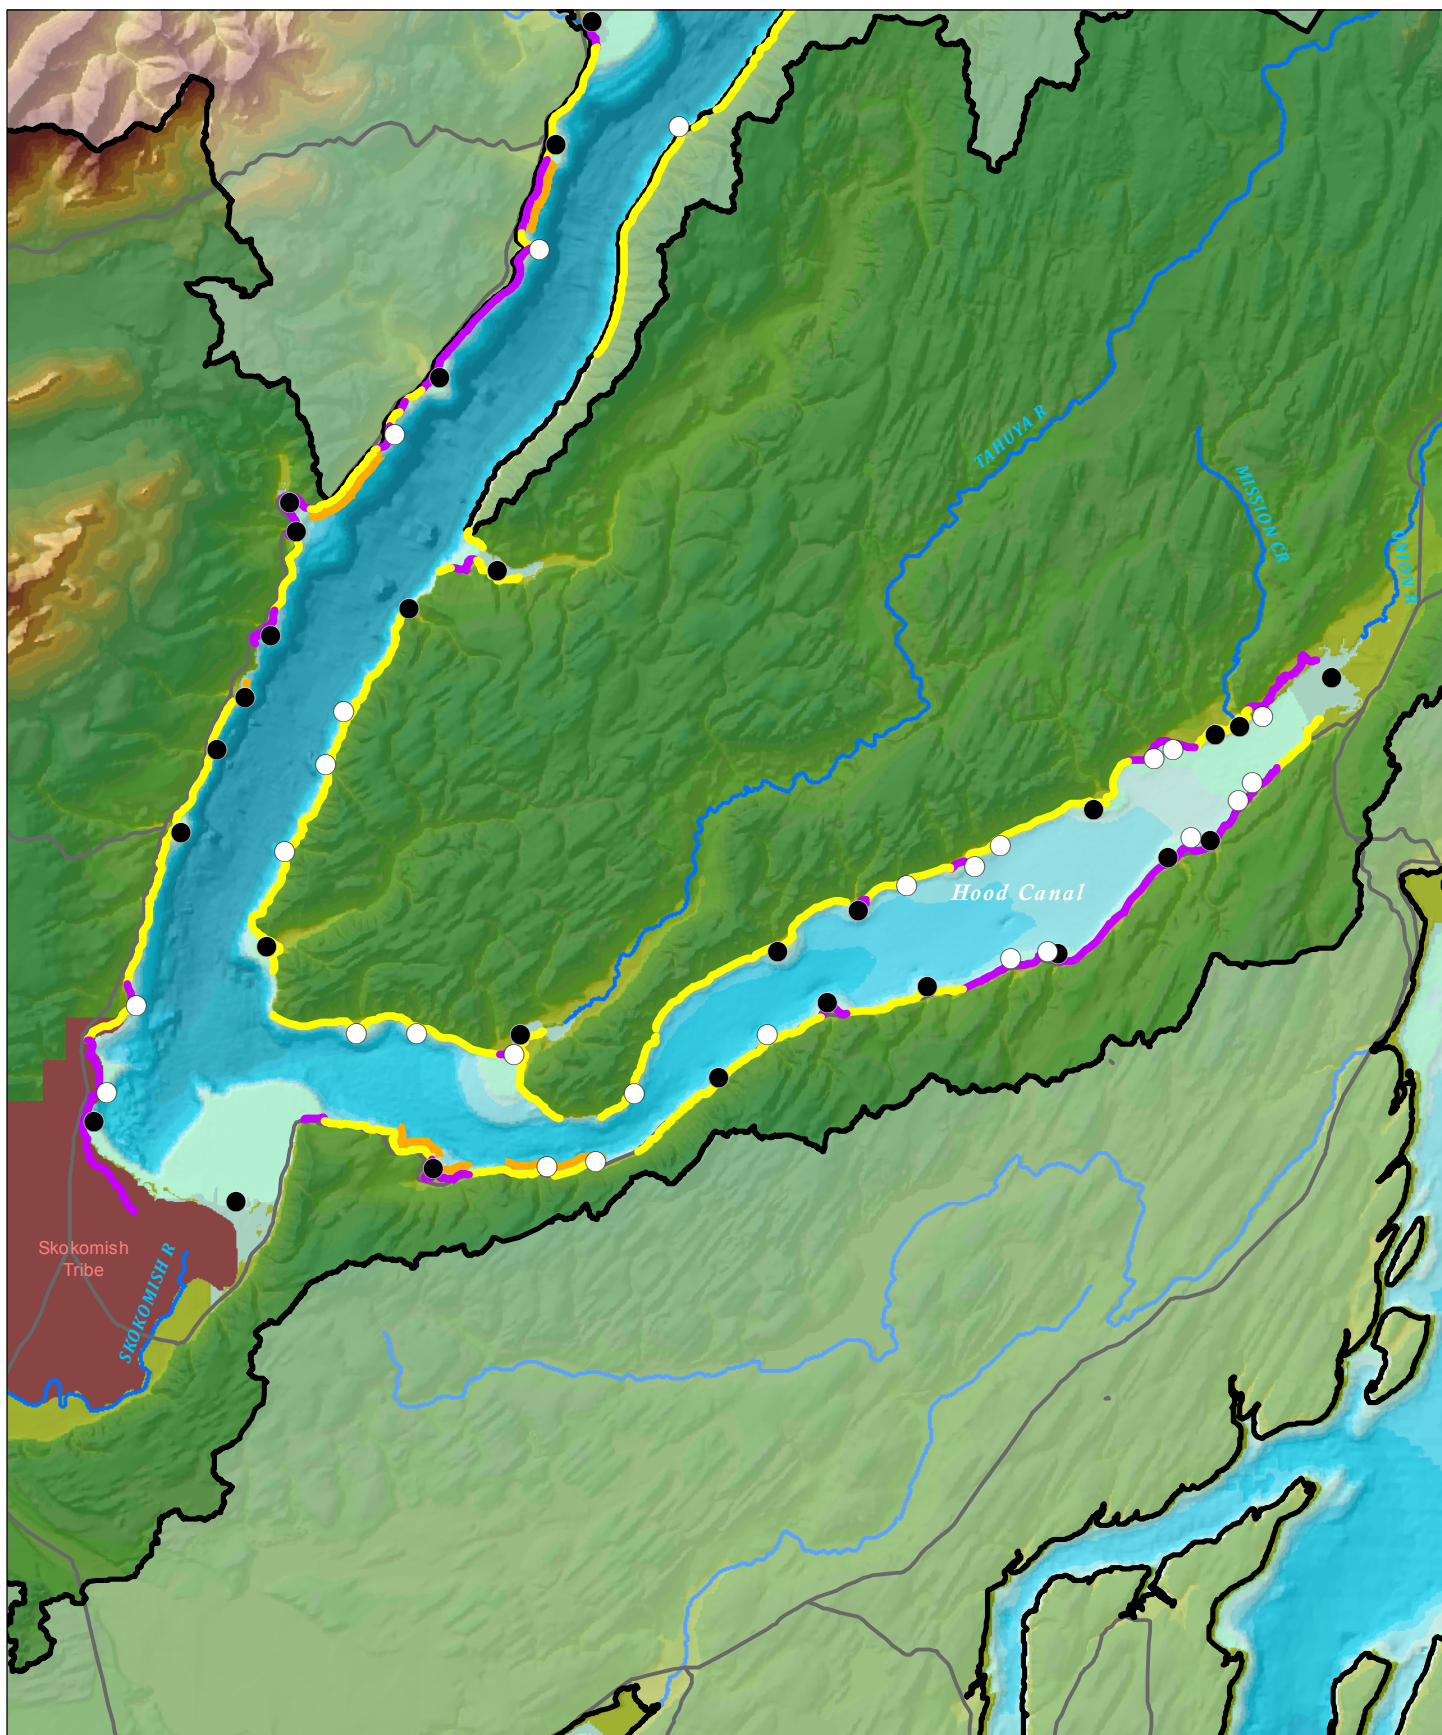 TAHUYA R
MISSION CR
UNION R
Hood Canal
Skokomish
Tribe
SKOKOMISH R